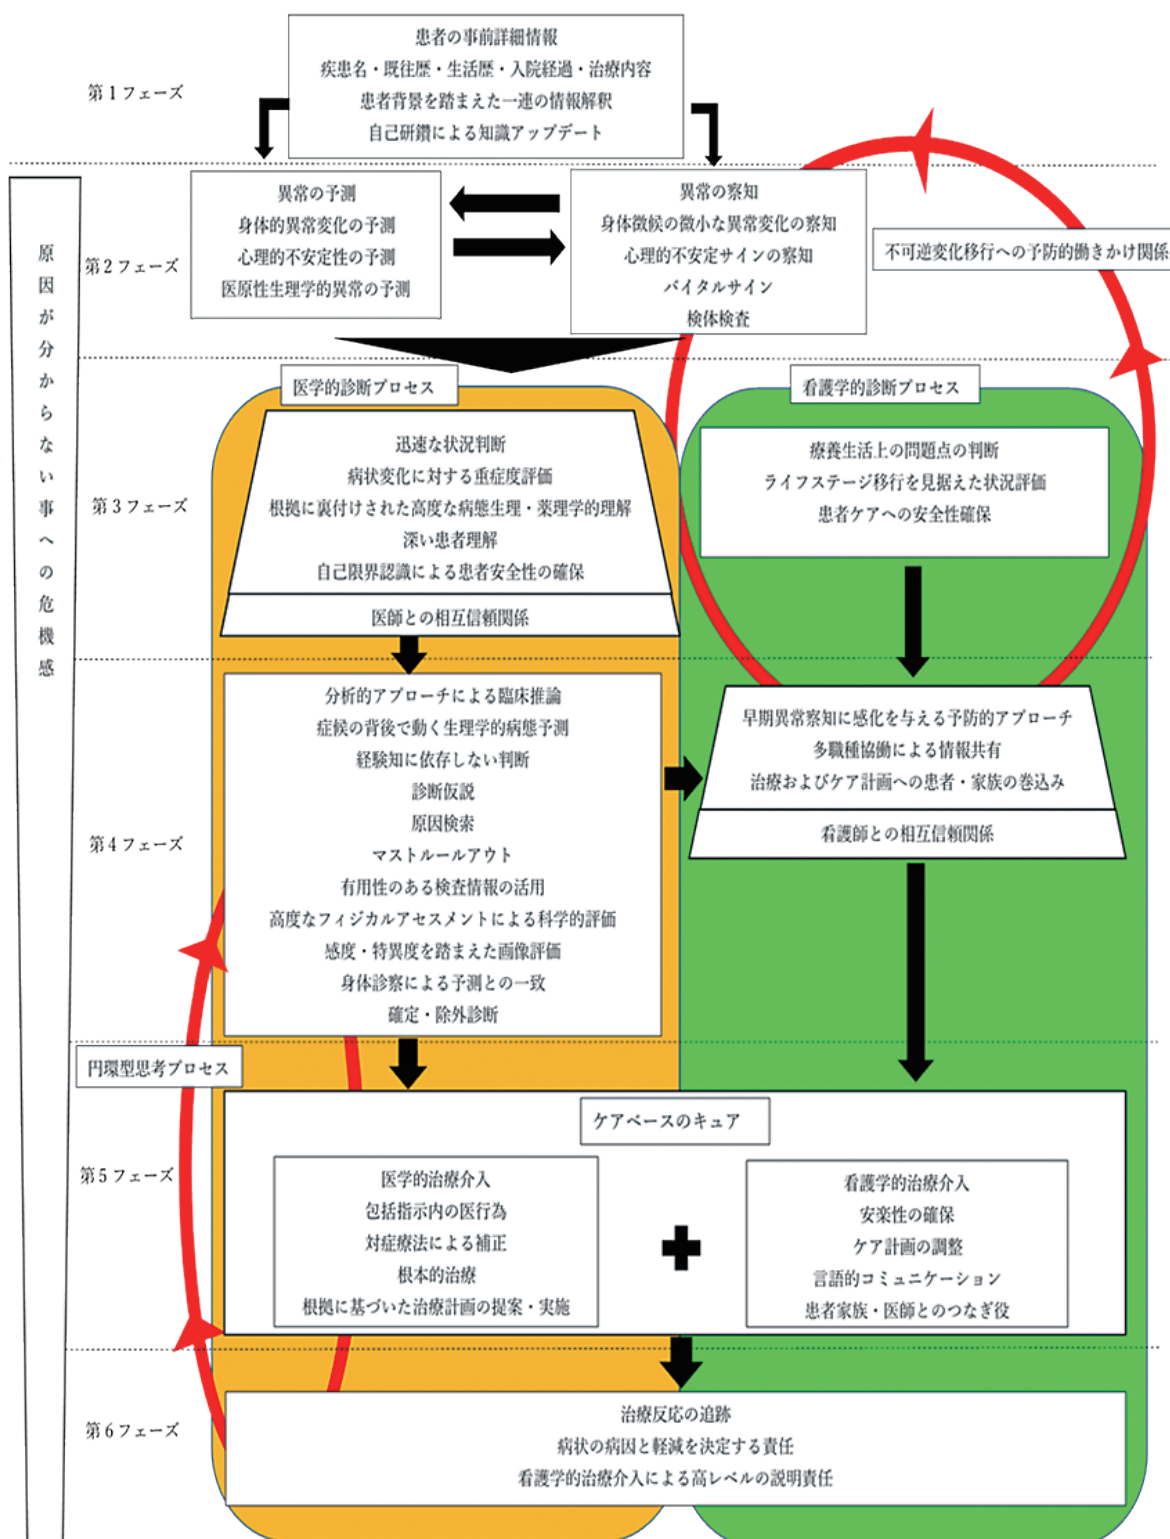 患者の事前詳細情報
疾患名・既往歴・生活歴・入院経過・治療内容
患者背景を踏まえた一連の情報解釈
自己研鑽による知識アップデート
第1フェーズ
異常の予測
身体的異常変化の予測
心理的不安定性の予測
医原性生理学的異常の予測
異常の察知
身体徴候の微小な異常変化の察知
心理的不安定サインの察知
バイタルサイン
検体検査
不可逆変化移行への予防的働きかけ関係
第2フェーズ
原因が分からない事への危機感
医学的診断プロセス
看護学的診断プロセス
迅速な状況判断
病状変化に対する重症度評価
根拠に裏付けされた高度な病態生理・薬理学的理解
深い患者理解
自己限界認識による患者安全性の確保
医師との相互信頼関係
療養生活上の問題点の判断
ライフステージ移行を見据えた状況評価
患者ケアへの安全性確保
第3フェーズ
分析的アプローチによる臨床推論
症候の背後で動く生理学的病態予測
経験知に依存しない判断
診断仮説
原因検索
マストルールアウト
有用性のある検査情報の活用
高度なフィジカルアセスメントによる科学的評価
感度・特異度を踏まえた画像評価
身体診察による予測との一致
確定・除外診断
早期異常察知に感化を与える予防的アプローチ
多職種協働による情報共有
治療およびケア計画への患者・家族の巻込み
看護師との相互信頼関係
第4フェーズ
円環型思考プロセス
ケアベースのキュア
第5フェーズ
医学的治療介入
包括指示内の医行為
対症療法による補正
根本的治療
根拠に基づいた治療計画の提案・実施
看護学的治療介入
安楽性の確保
ケア計画の調整
言語的コミュニケーション
患者家族・医師とのつなぎ役
第6フェーズ
治療反応の追跡
病状の病因と軽減を決定する責任
看護学的治療介入による高レベルの説明責任